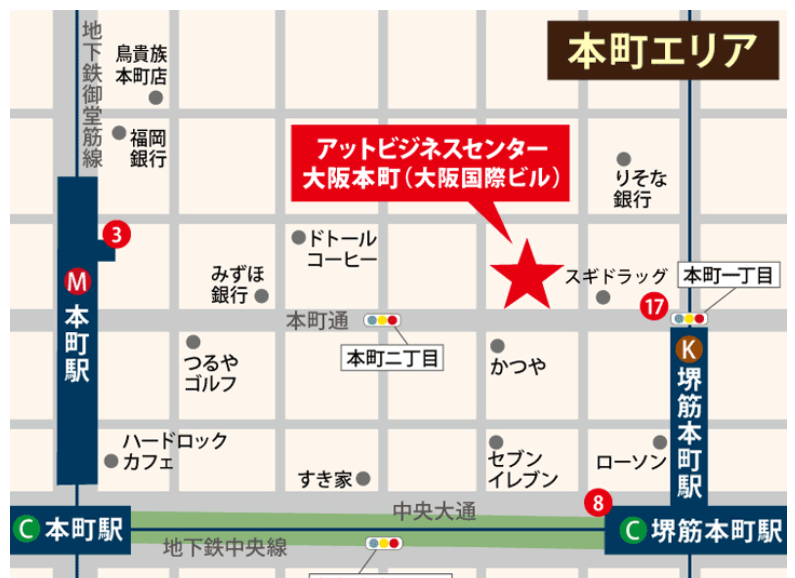 本町エリア
地下鉄御堂筋線
鳥貴族
本町店
福岡
銀行
アットビジネスセンター
大阪本町（大阪国際ビル）
りそな
銀行
3
ドトール
コーヒー
みずほ
銀行
スギドラッグ
本町一丁目
17
M
本町駅
本町通
本町二丁目
つるや
ゴルフ
かつや
K
堺筋本町駅
ハードロック
カフェ
すき家
セブン
イレブン
ローソン
8
中央大通
C 本町駅
地下鉄中央線
C 堺筋本町駅